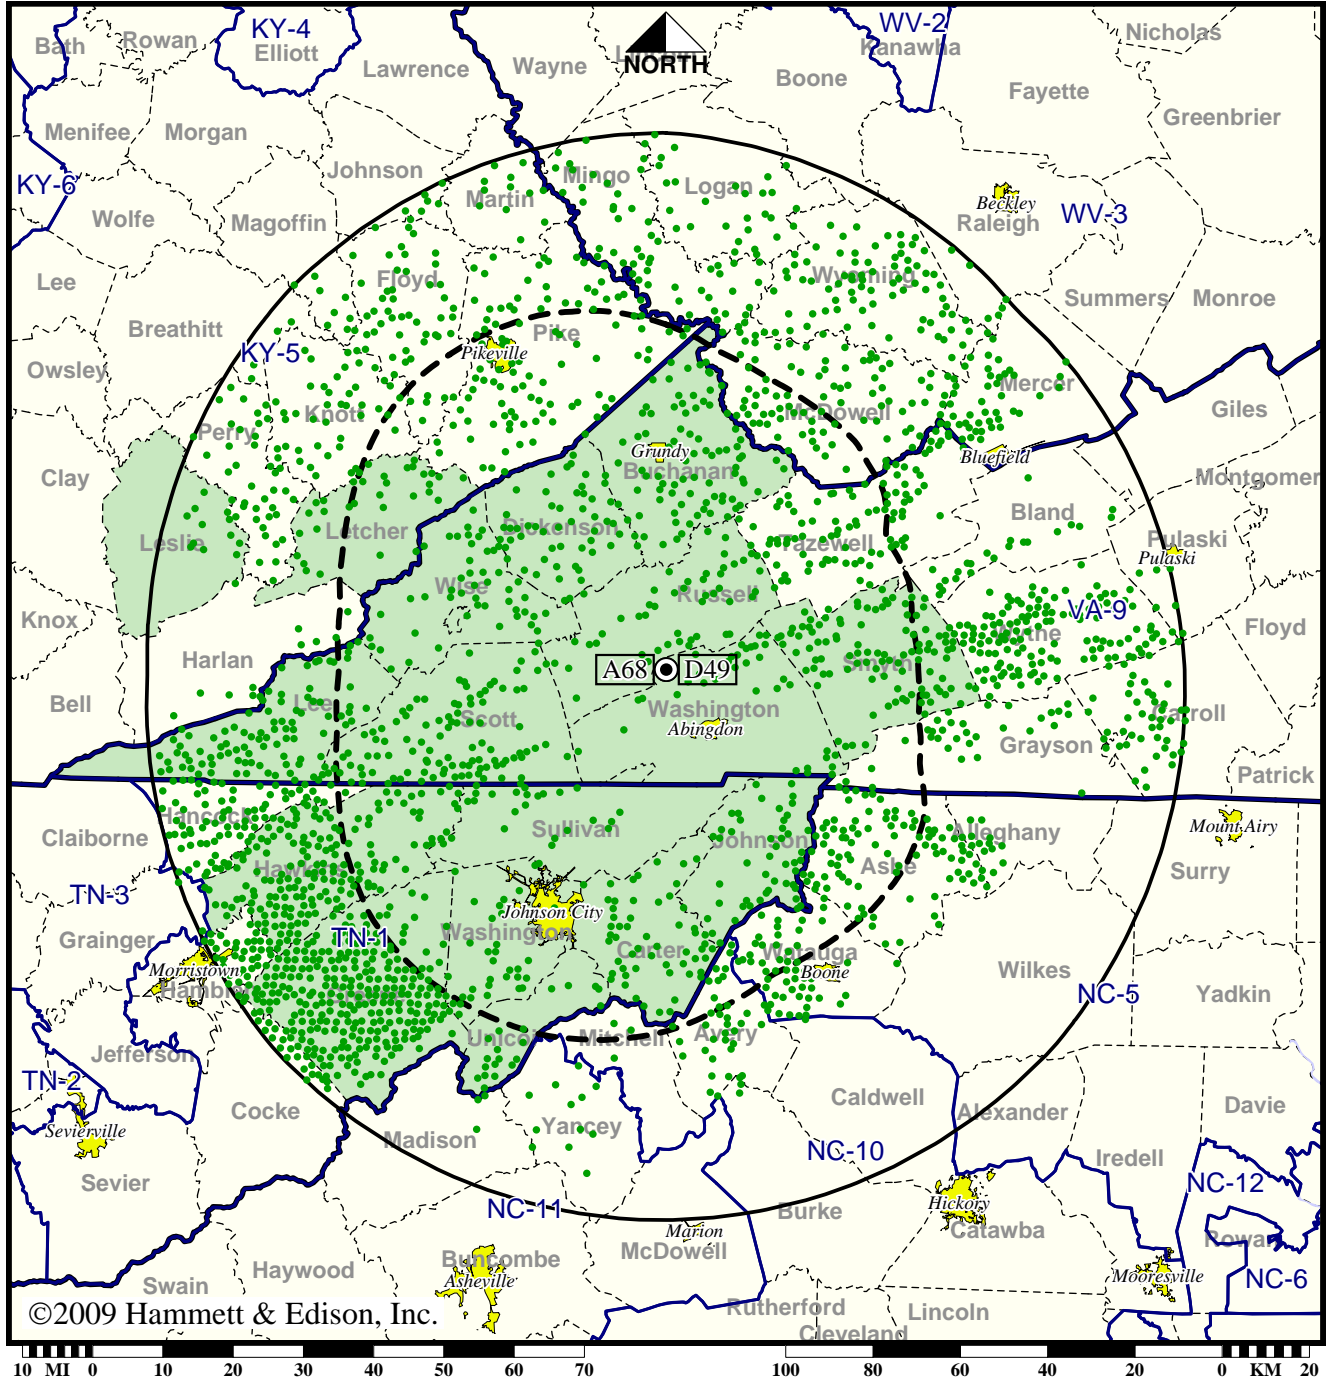 Bath
Rowan
KY-4
Elliott
Lawrence
Wayne
NORTH
Boone
WV-2
Kanawha
Nicholas
Fayette
Greenbrier
Menifee
Morgan
Johnson
Martin
Mingo
Logan
KY-6
Wolfe
Magoffin
Beckley
Raleigh
WV-3
Lee
Floyd
Wyoming
Summers
Monroe
Breathitt
KY-5
Pike
Pikeville
Owsley
Knott
McDowell
Mercer
Giles
Perry
Grundy
Buchanan
Bluefield
Clay
Montgomer
Leslie
Letcher
Dickenson
Tazewell
Bland
Pulaski
Pulaski
Wise
Russell
VA-9
Knox
Floyd
Harlan
A68
D49
Smyth
Bell
Lee
Scott
Washington
Abingdon
Carroll
Grayson
Patrick
Hancock
Claiborne
Sullivan
Johnson
Alleghany
Mount Airy
Ashe
Surry
TN-3
Johnson City
Washington
TN-1
Grainger
Carter
Watauga
Boone
Morristown
Wilkes
NC-5
Yadkin
Unicoi
Mitchell
Avery
Jefferson
TN-2
Cocke
Caldwell
Alexander
Davie
Sevierville
Madison
Yancey
NC-10
Iredell
Sevier
NC-12
NC-11
Burke
Hickory
Catawba
Marion
McDowell
Rowan
Buncombe
Asheville
Haywood
Swain
Mooresville
NC-6
©2009 Hammett & Edison, Inc.
Rutherford
Lincoln
Cleveland
10 MI 0 10 20 30 40 50 60 70 100 80 60 40 20 0 KM 20